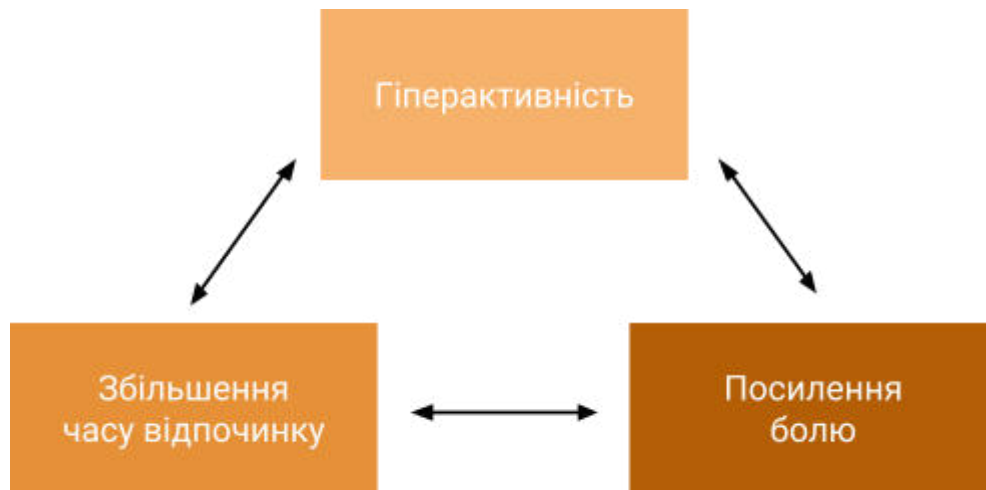 Гіперактивність
Збільшення
часу відпочинку
Посилення
болю